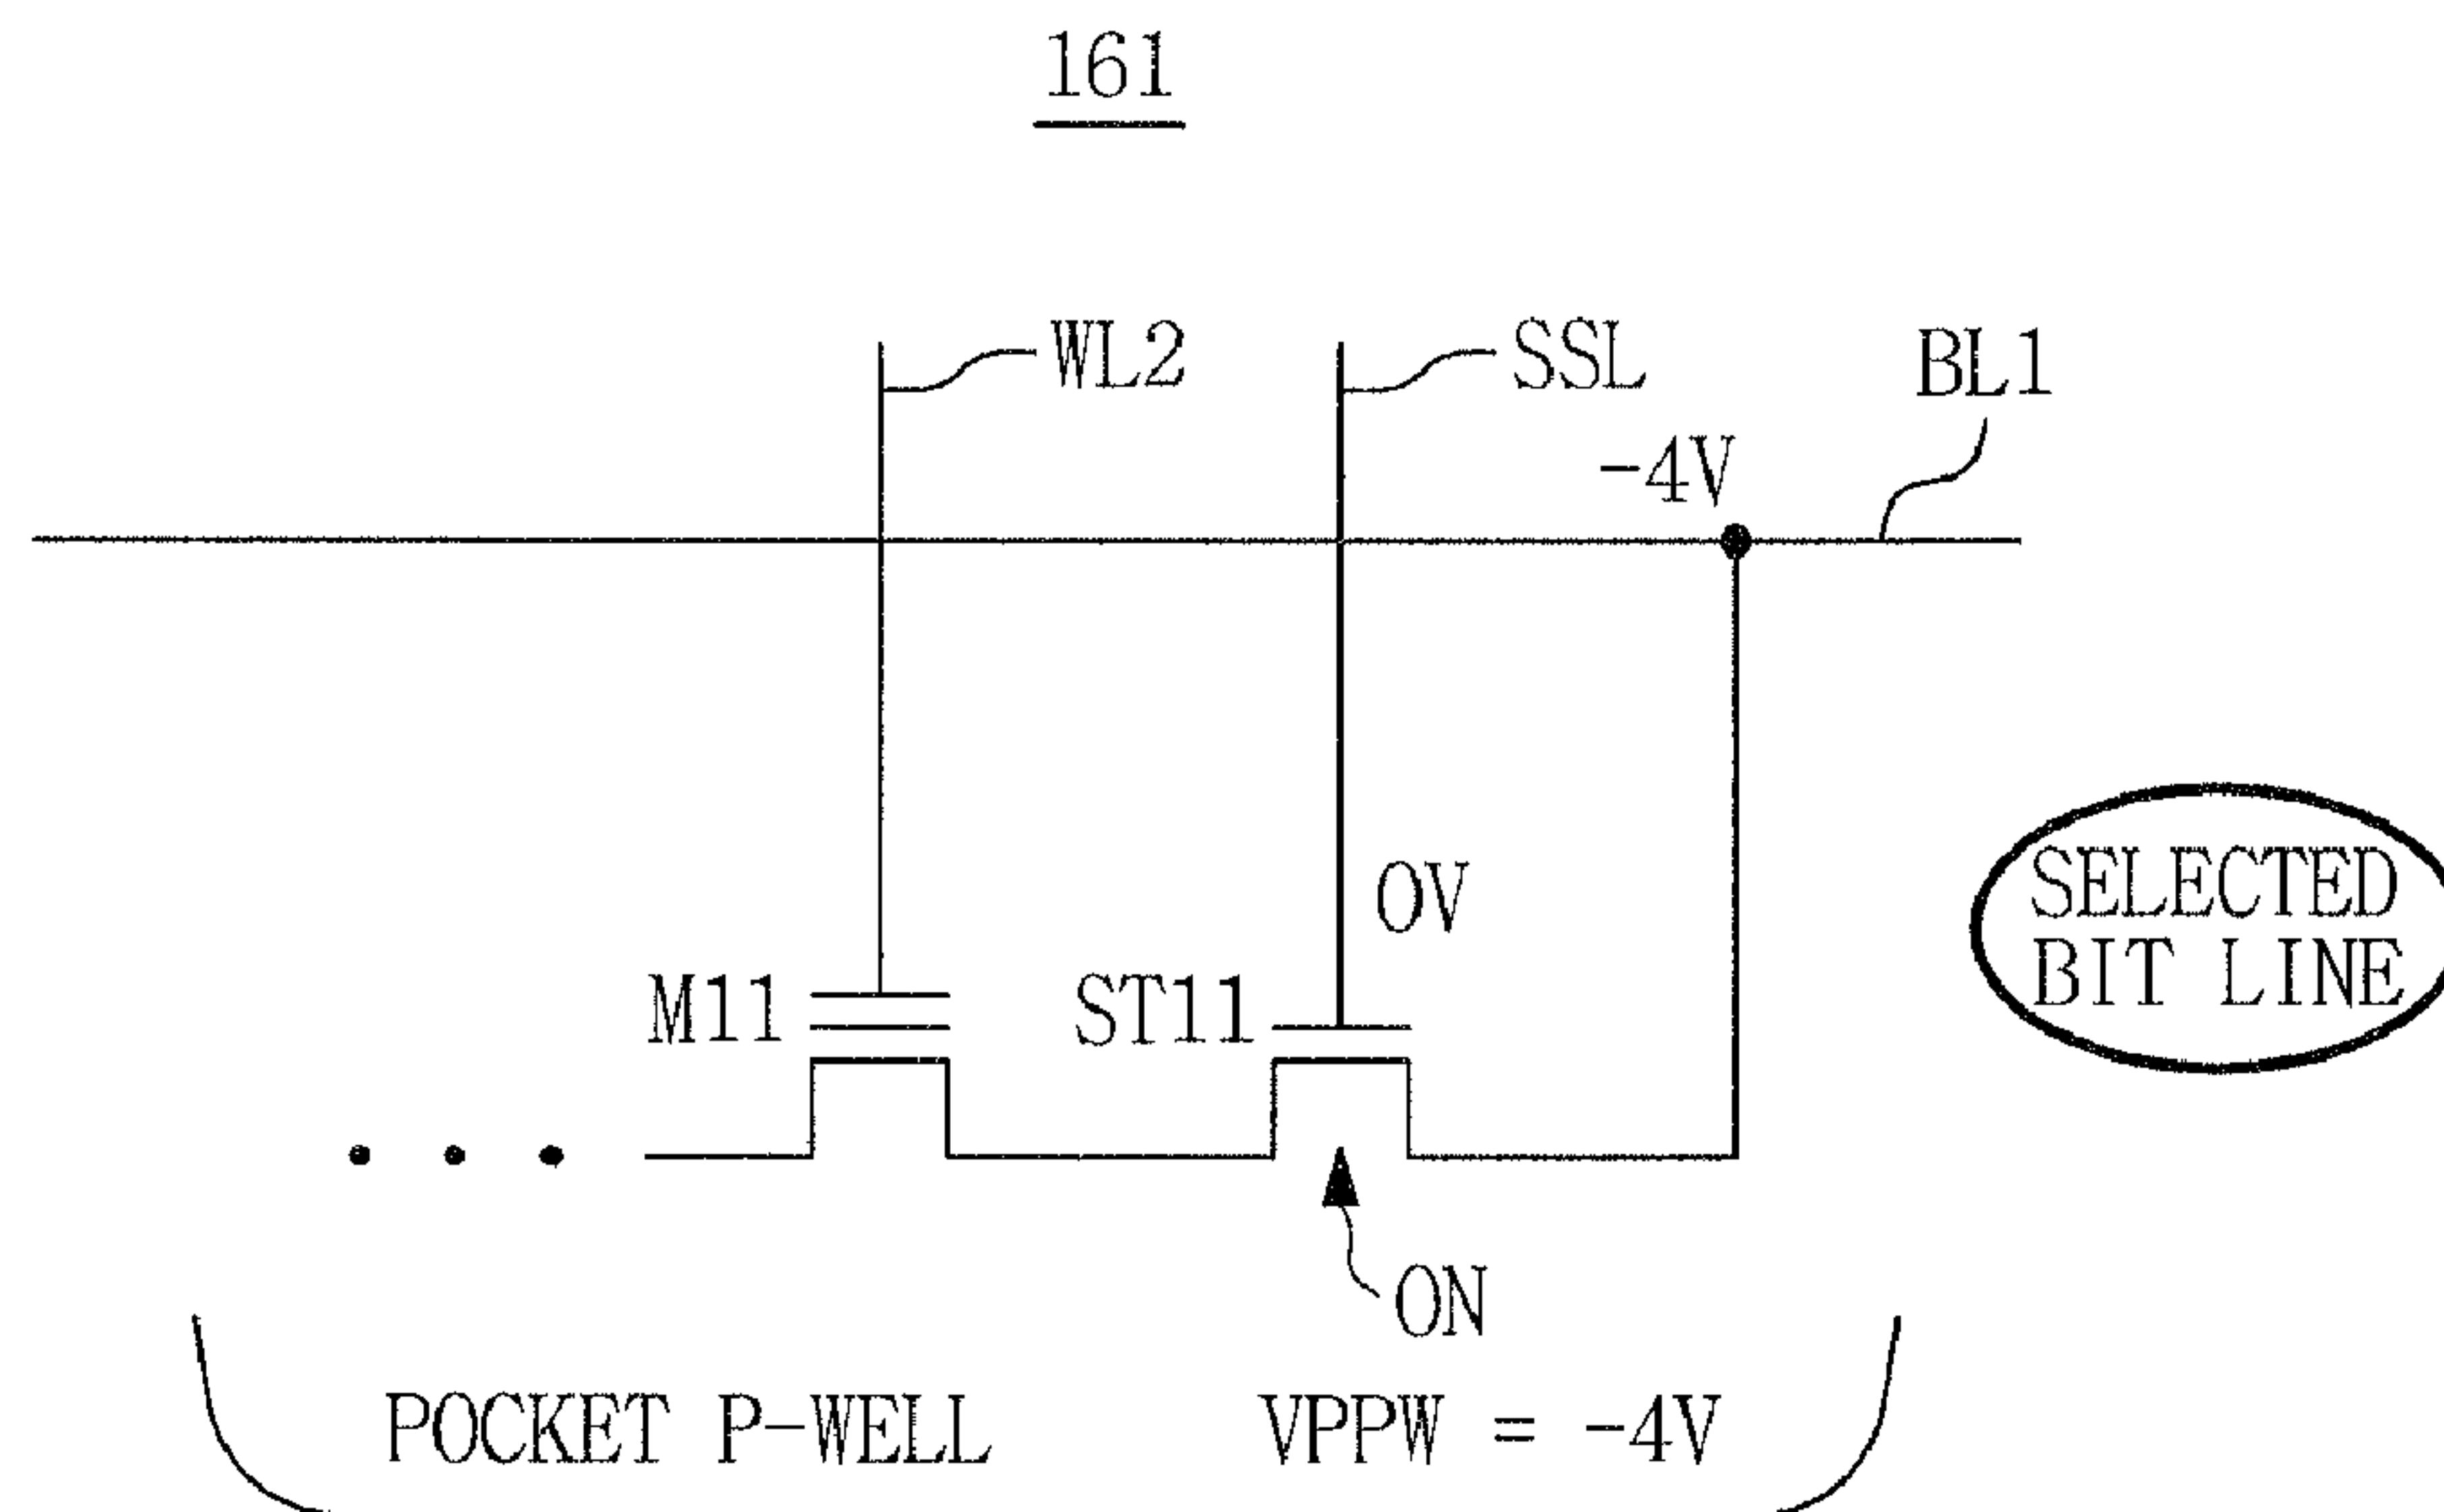 161
WL2
SSL
BL1
-4V
0V
SELECTED
BIT LINE
M11
ST11
ON
POCKET P-WELL
VPPW = -4V